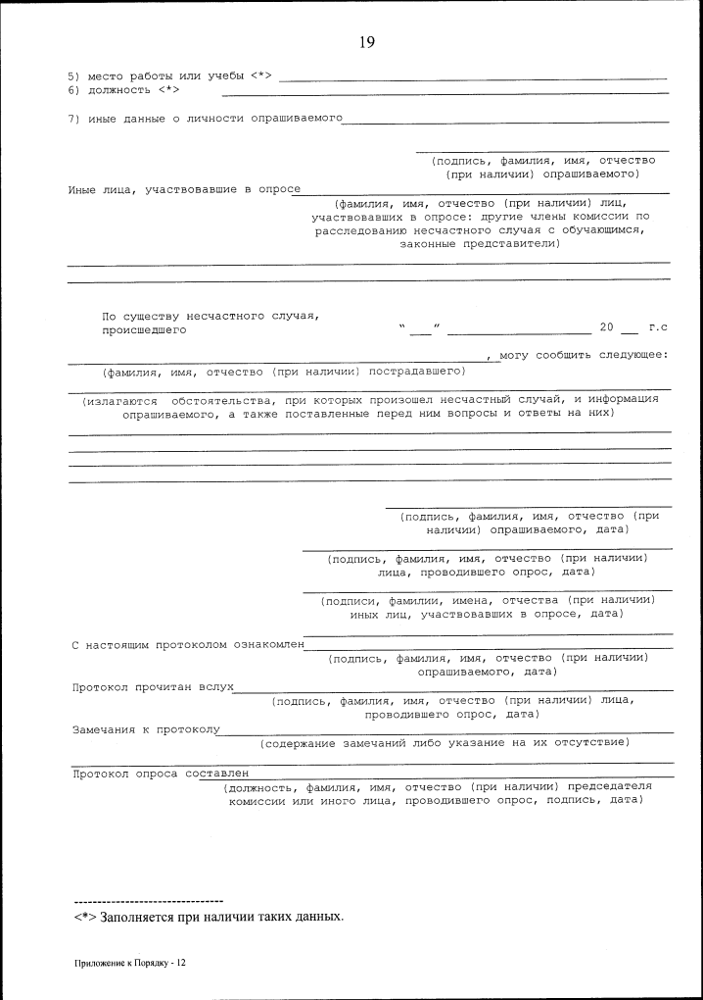 19
5) место работы или учебы <*>
6) должность <*>
7) иные данные о личности опрашиваемого
(подпись, фамилия, имя, отчество
(при наличии) опрашиваемого)
Иные лица, участвовавшие в опросе
(фамилия, имя, отчество (при наличии) лиц,
участвовавших в опросе: другие члены комиссии по
расследованию несчастного случая с обучающимся,
законные представители)
По существу несчастного случая,
происшедшего " ___ " ____________ 20 __ г.с
, могу сообщить следующее:
(фамилия, имя, отчество (при наличии) пострадавшего)
(излагаются обстоятельства, при которых произошел несчастный случай, и информация
опрашиваемого, а также поставленные перед ним вопросы и ответы на них)
(подпись, фамилия, имя, отчество (при
наличии) опрашиваемого, дата)
(подпись, фамилия, имя, отчество (при наличии)
лица, проводившего опрос, дата)
(подписи, фамилии, имена, отчества (при наличии)
иных лиц, участвовавших в опросе, дата)
С настоящим протоколом ознакомлен
(подпись, фамилия, имя, отчество (при наличии)
опрашиваемого, дата)
Протокол прочитан вслух
(подпись, фамилия, имя, отчество (при наличии) лица,
проводившего опрос, дата)
Замечания к протоколу
(содержание замечаний либо указание на их отсутствие)
Протокол опроса составлен
(должность, фамилия, имя, отчество (при наличии) председателя
комиссии или иного лица, проводившего опрос, подпись, дата)
--------------------------------
<*> Заполняется при наличии таких данных.
Приложение к Порядку - 12